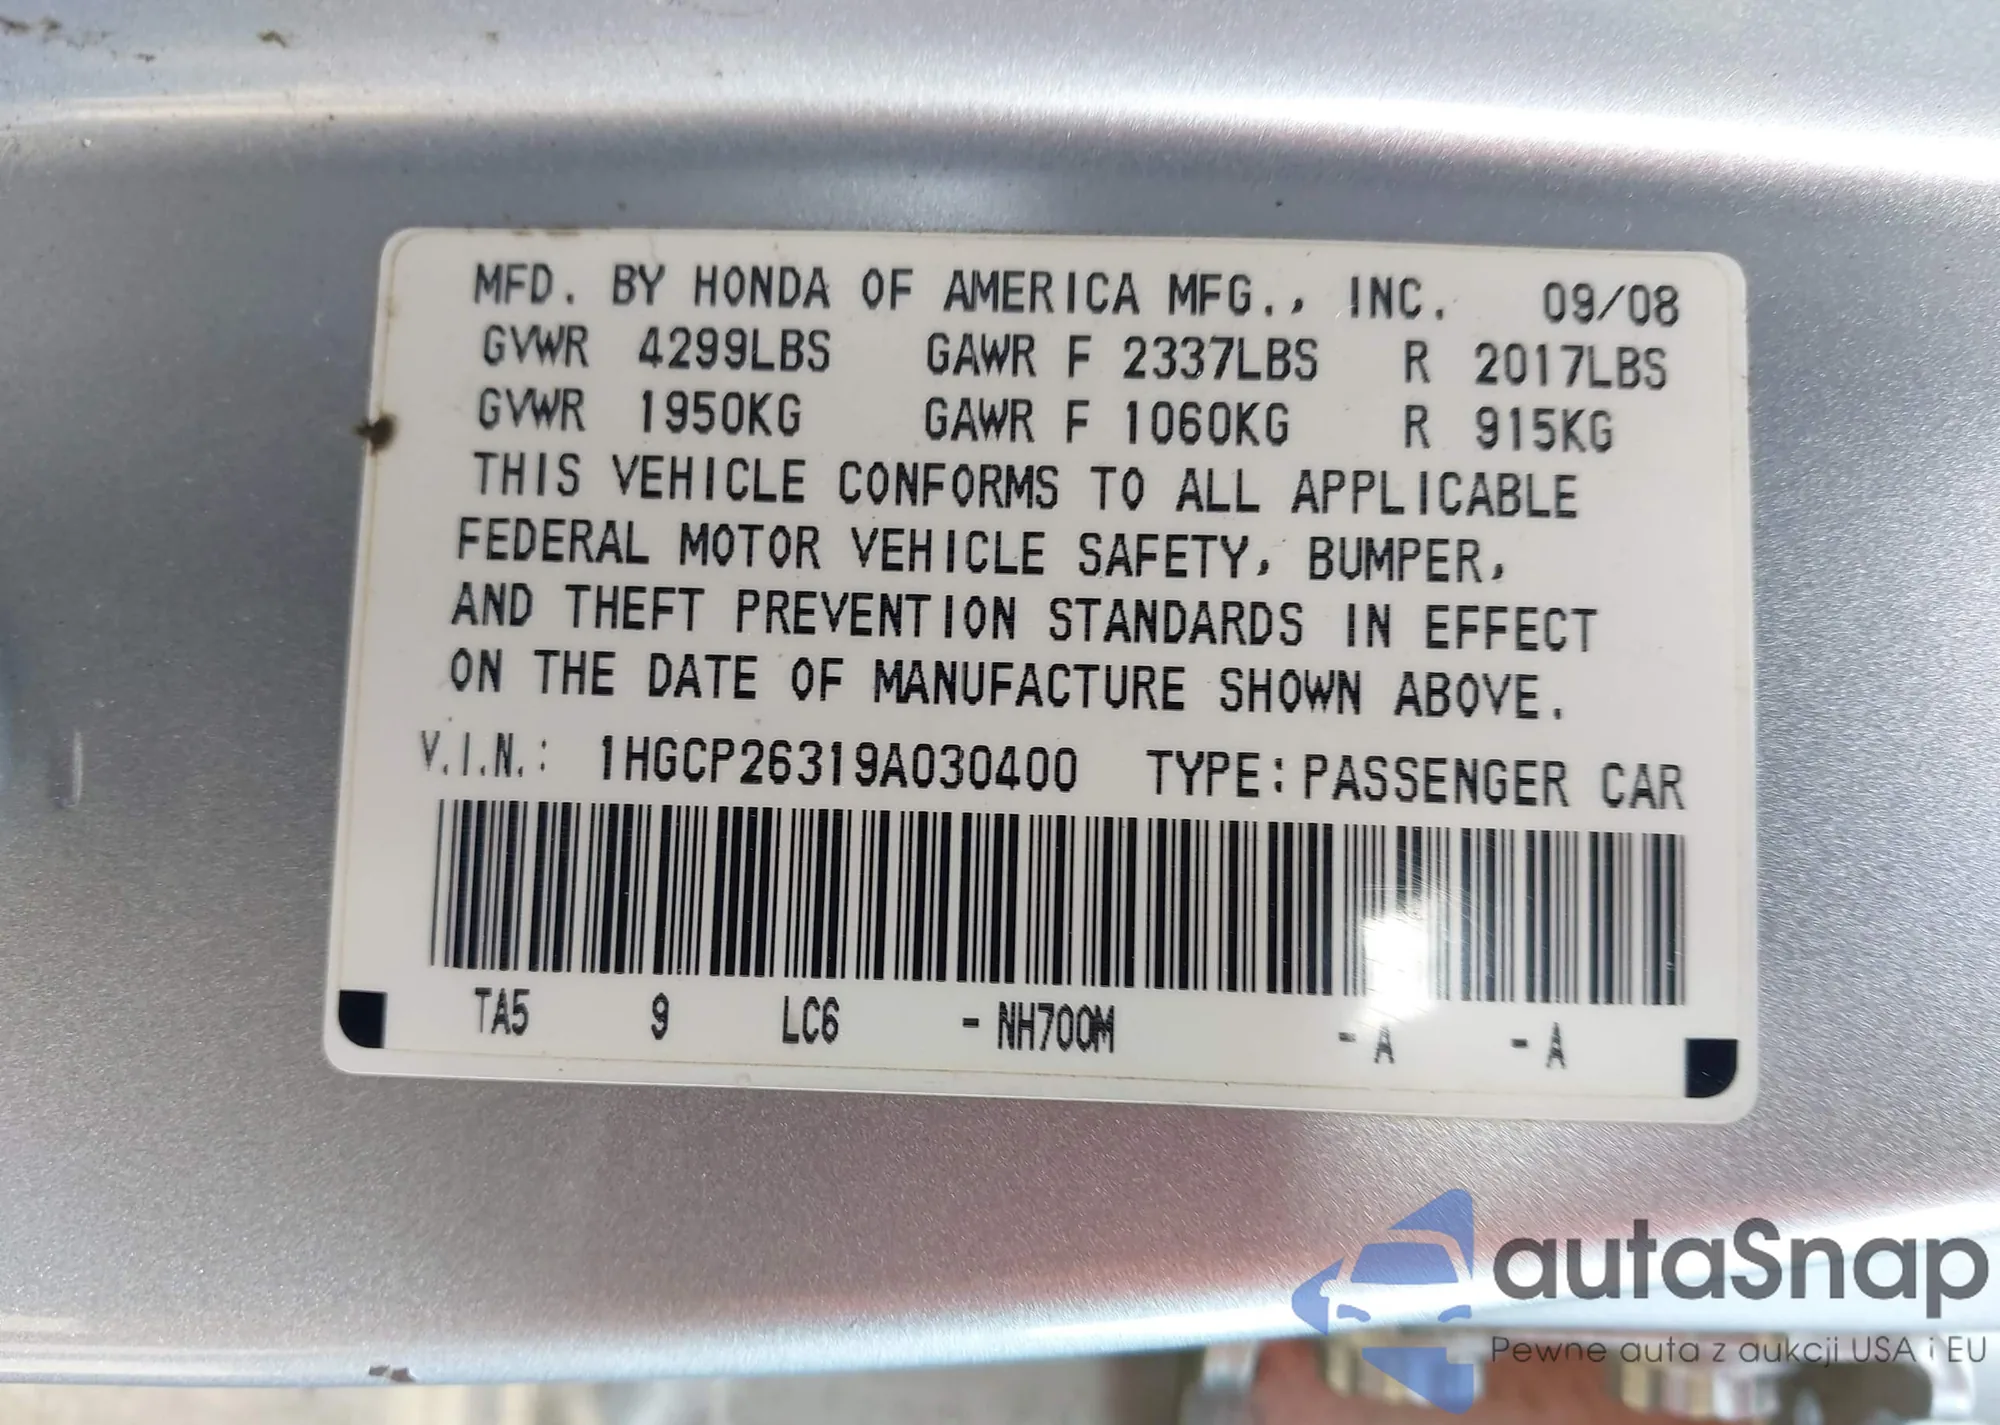 MFD. BY HONDA OF AMERICA MFG., INC. 09/08
GVWR 4299LBS GAWR F 2337LBS R 2017LBS
GVWR 1950KG GAWR F 1060KG R 915KG
THIS VEHICLE CONFORMS TO ALL APPLICABLE
FEDERAL MOTOR VEHICLE SAFETY, BUMPER,
AND THEFT PREVENTION STANDARDS IN EFFECT
ON THE DATE OF MANUFACTURE SHOWN ABOVE.
V.I.N.: 1HGCP26319A030400 TYPE: PASSENGER CAR
TA5 9 LC6 - NH700M - A - A
autaSnap
Pewne auta z aukcji USA i EU